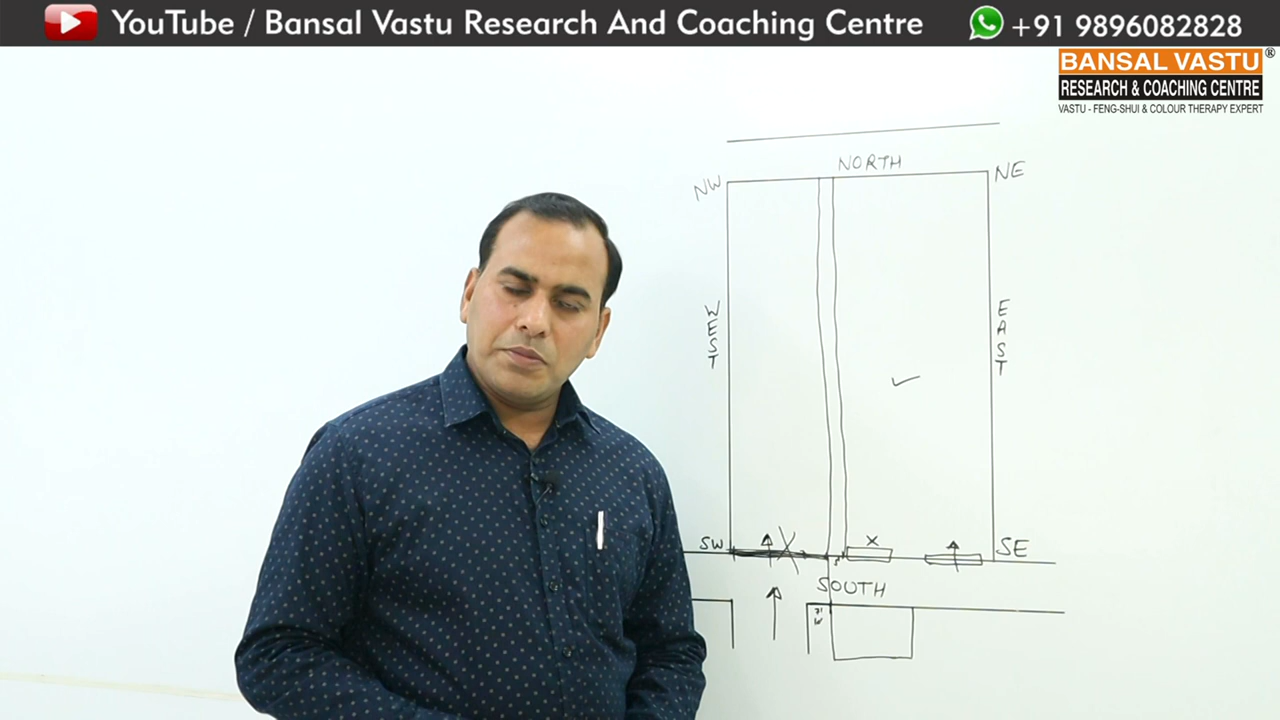 YouTube / Bansal Vastu Research And Coaching Centre
+91 9896082828
BANSAL VASTU®
RESEARCH & COACHING CENTRE
VASTU - FENG-SHUI & COLOUR THERAPY EXPERT
NORTH
NW
NE
WEST
EAST
SW
X
SE
SOUTH